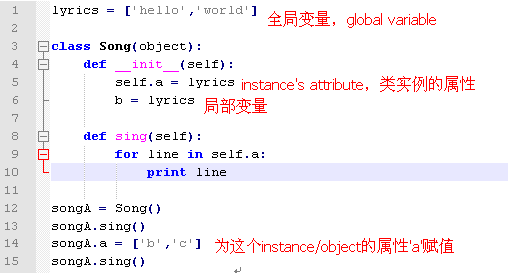 1 lyrics = ['hello','world'] 全局变量，global variable
2
3 class Song(object):
4 def __init__(self):
5 self.a = lyrics instance's attribute，类实例的属性
6 b = lyrics 局部变量
7
8 def sing(self):
9 for line in self.a:
10 print line
11
12 songA = Song()
13 songA.sing()
14 songA.a = ['b','c'] 为这个instance/object的属性'a'赋值
15 songA.sing()